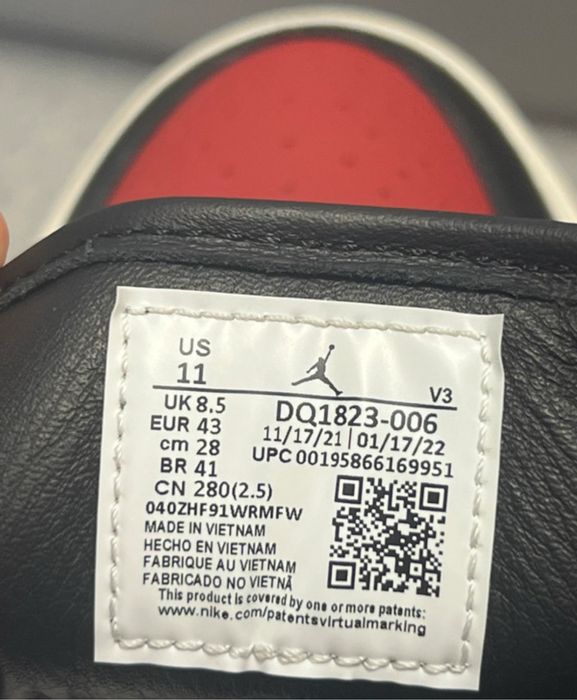 US
11
V3
UK 8.5
DQ1823-006
EUR 43
11/17/21 | 01/17/22
cm 28
UPC 00195866169951
BR 41
CN 280(2.5)
040ZHF91WRMFW
MADE IN VIETNAM
HECHO EN VIETNAM
FABRIQUE AU VIETNAM
FABRICADO NO VIETNÃ
This product is covered by one or more patents:
www.nike.com/patentsvirtualmarking